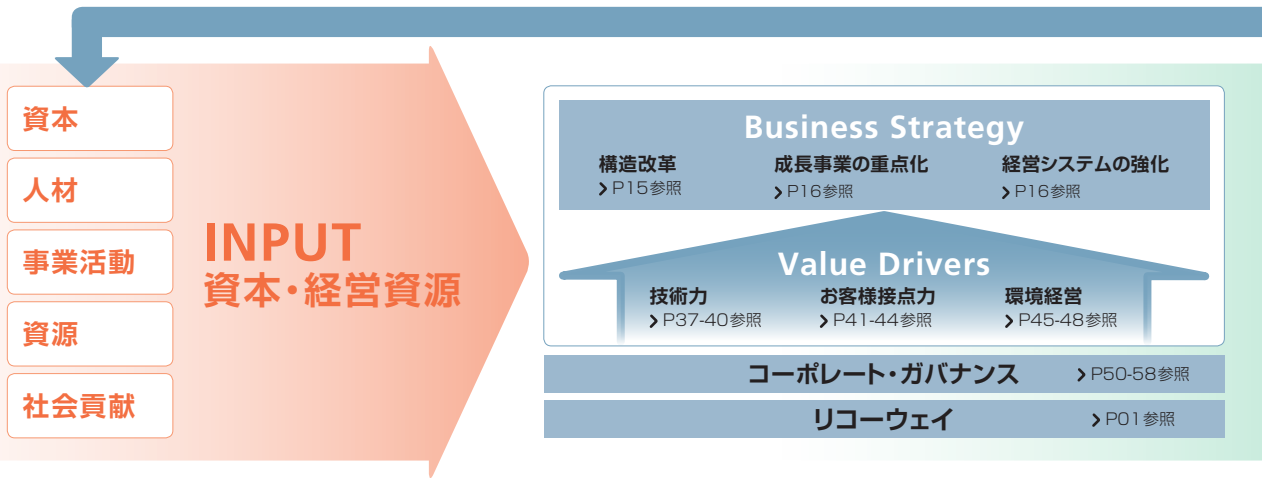 資本
人材
事業活動
資源
社会貢献
INPUT
資本・経営資源
Business Strategy
構造改革
P15参照
成長事業の重点化
P16参照
経営システムの強化
P16参照
Value Drivers
技術力
P37-40参照
お客様接点力
P41-44参照
環境経営
P45-48参照
コーポレート・ガバナンス
P50-58参照
リコーウェイ
P01参照